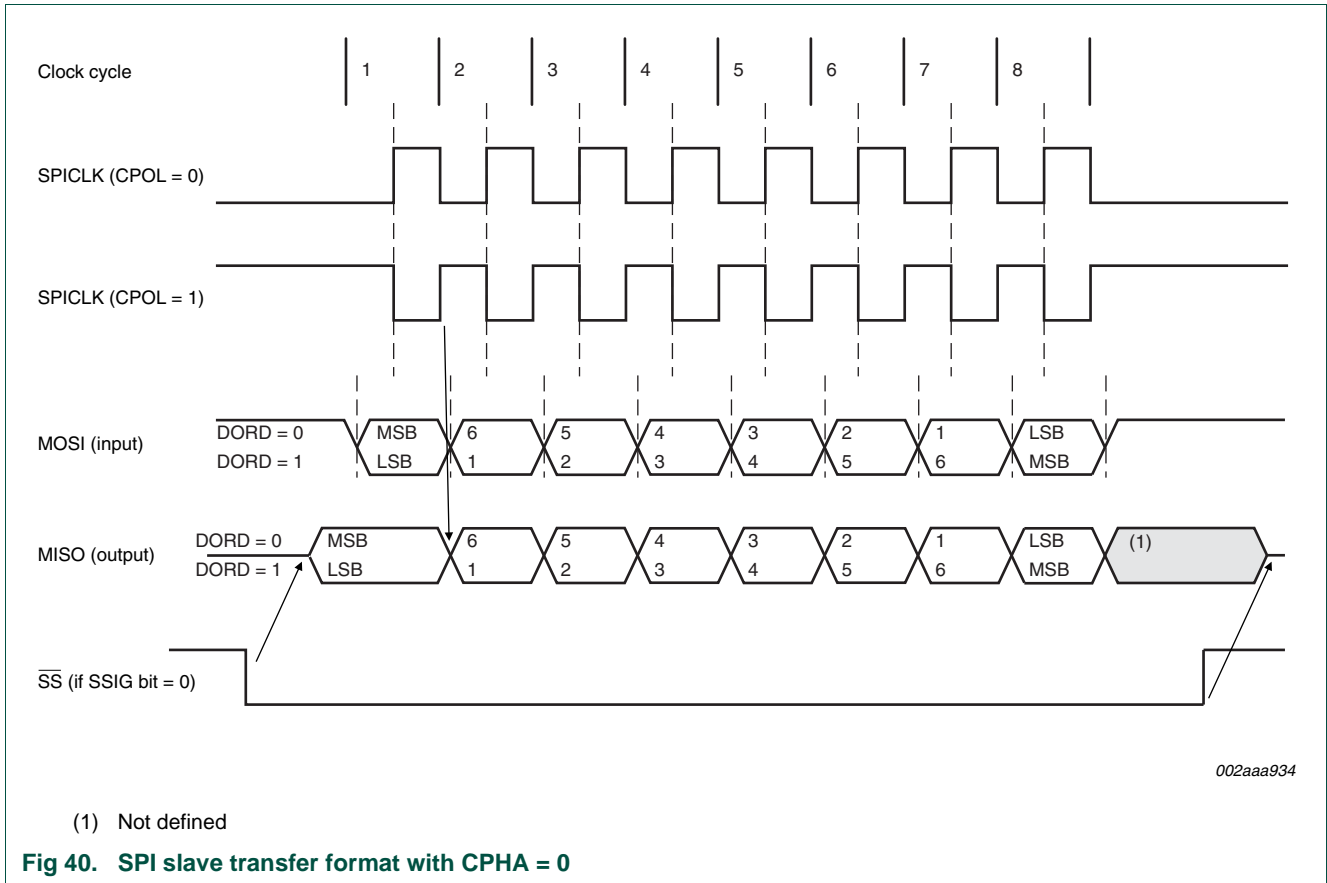 Clock cycle 1 2 3 4 5 6 7 8
SPICLK (CPOL = 0)
SPICLK (CPOL = 1)
MOSI (input) DORD = 0 MSB 6 5 4 3 2 1 LSB
DORD = 1 LSB 1 2 3 4 5 6 MSB
MISO (output) DORD = 0 MSB 6 5 4 3 2 1 LSB (1)
DORD = 1 LSB 1 2 3 4 5 6 MSB
SS (if SSIG bit = 0)
002aaa934
(1) Not defined
Fig 40. SPI slave transfer format with CPHA = 0